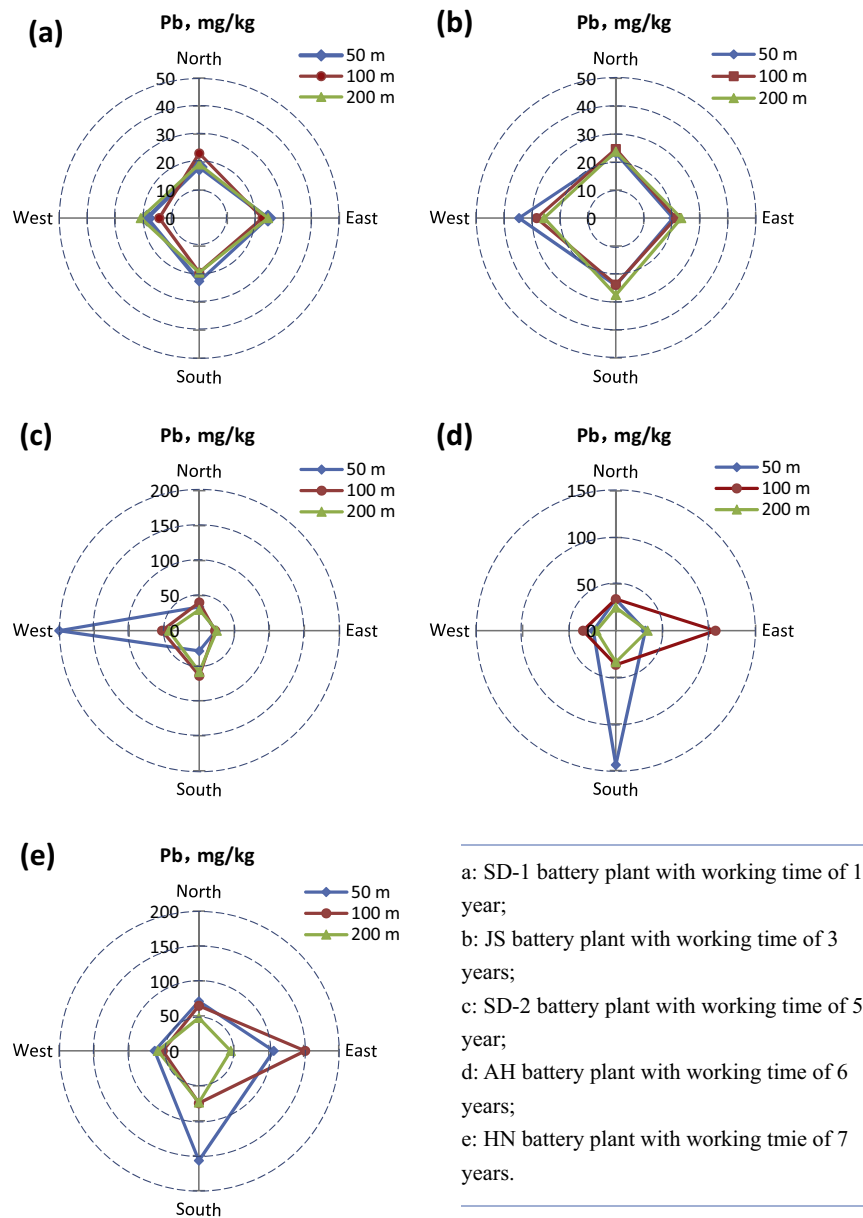 (a)
Pb, mg/kg
North
50 m
100 m
200 m
50
40
30
20
10
0
West
East
South
(b)
Pb, mg/kg
North
50 m
100 m
200 m
50
40
30
20
10
0
West
East
South
(c)
Pb, mg/kg
North
50 m
100 m
200 m
200
150
100
50
0
West
East
South
(d)
Pb, mg/kg
North
50 m
100 m
200 m
150
100
50
0
West
East
South
(e)
Pb, mg/kg
North
50 m
100 m
200 m
200
150
100
50
0
West
East
South
a: SD-1 battery plant with working time of 1
year;
b: JS battery plant with working time of 3
years;
c: SD-2 battery plant with working time of 5
year;
d: AH battery plant with working time of 6
years;
e: HN battery plant with working tmie of 7
years.